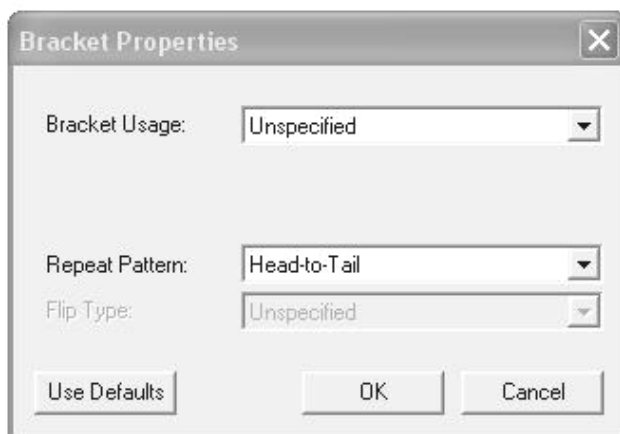 Bracket Properties
Bracket Usage: Unspecified
Repeat Pattern: Head-to-Tail
Flip Type: Unspecified
Use Defaults OK Cancel